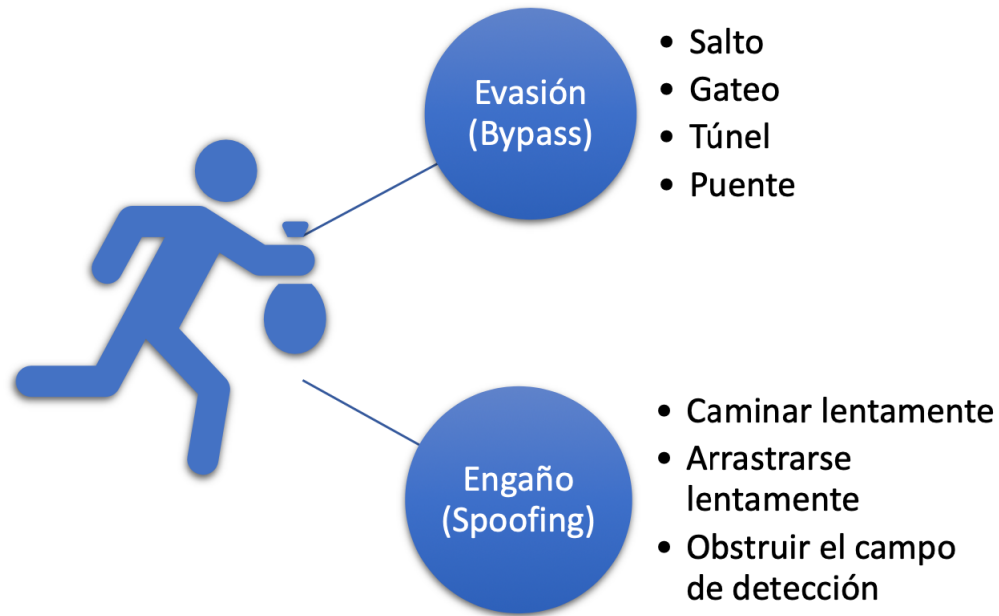 Evasión
(Bypass)
• Salto
• Gateo
• Túnel
• Puente
Engaño
(Spoofing)
• Caminar lentamente
• Arrastrarse
lentamente
• Obstruir el campo
de detección